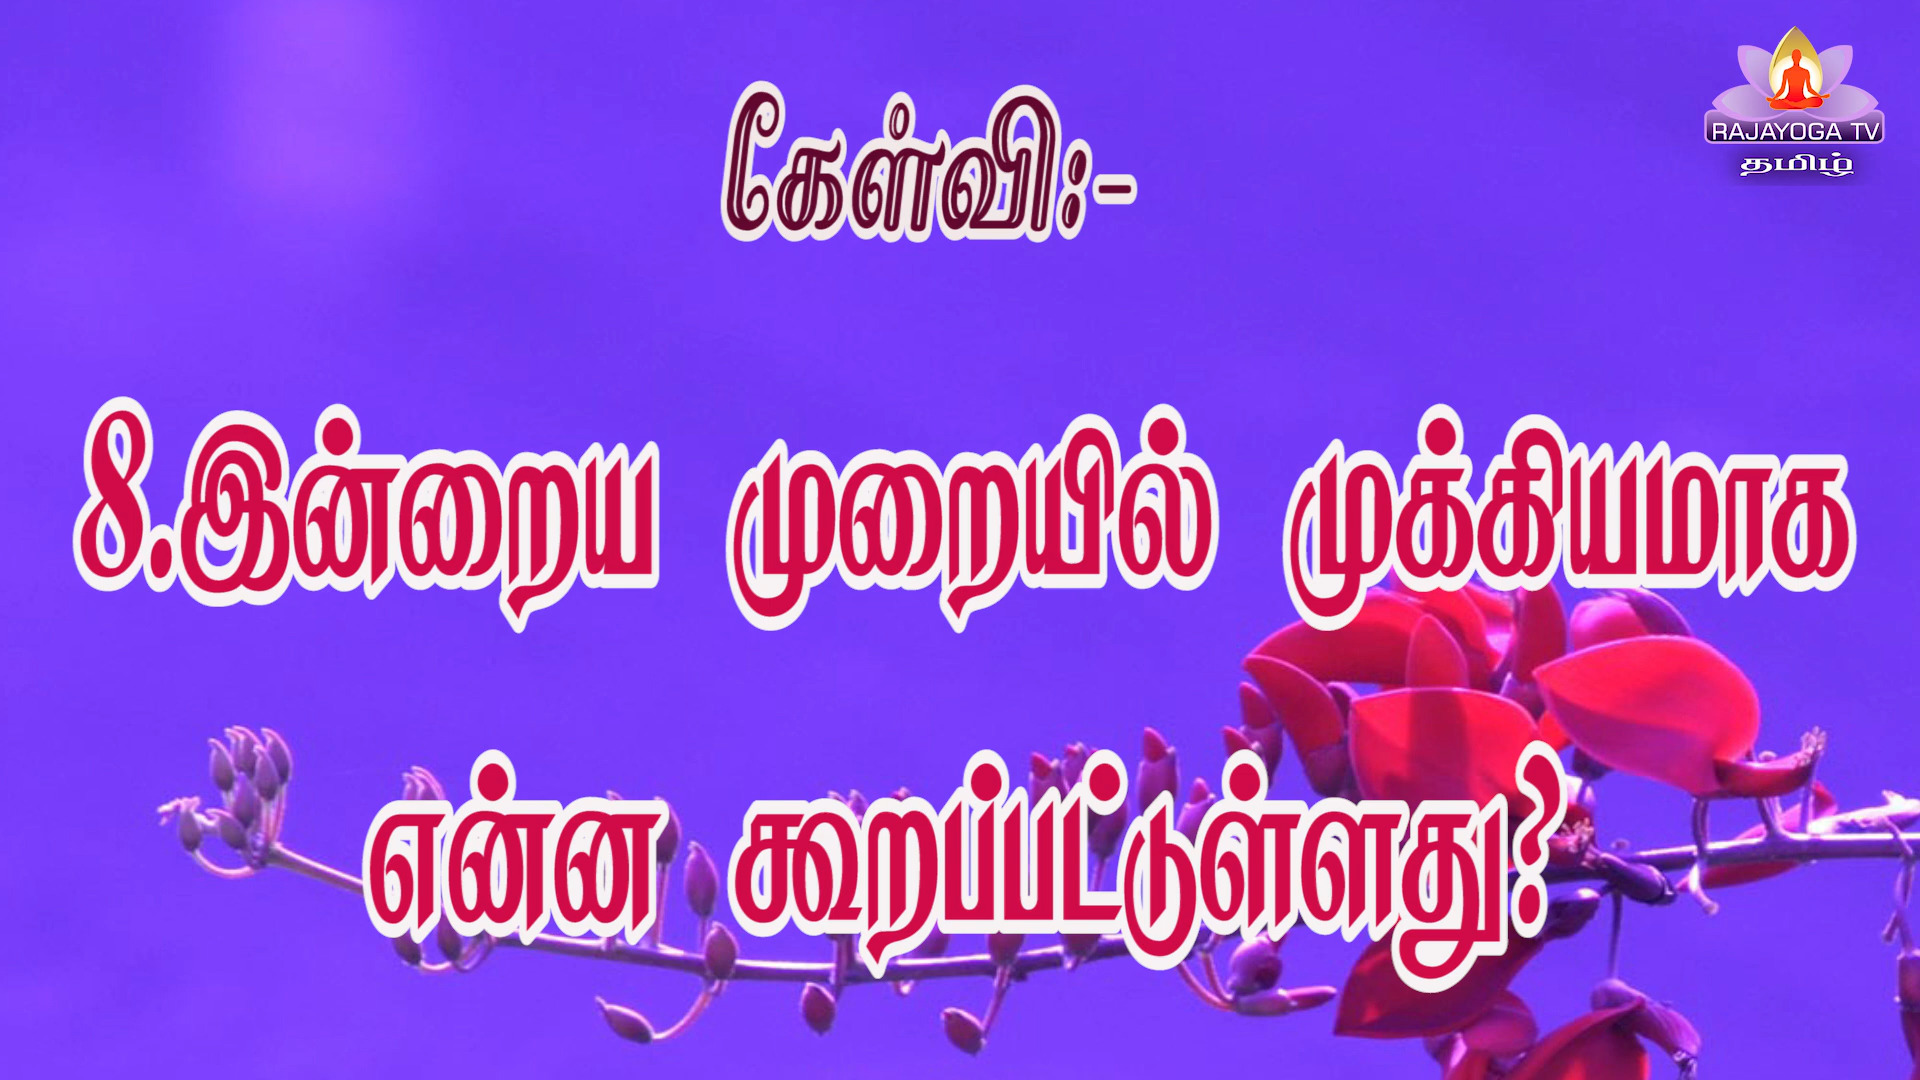 கேள்வி:-
RAJAYOGA TV
தமிழ்
8.இன்றைய முறையில் முக்கியமாக
என்ன கூறப்பட்டுள்ளது?